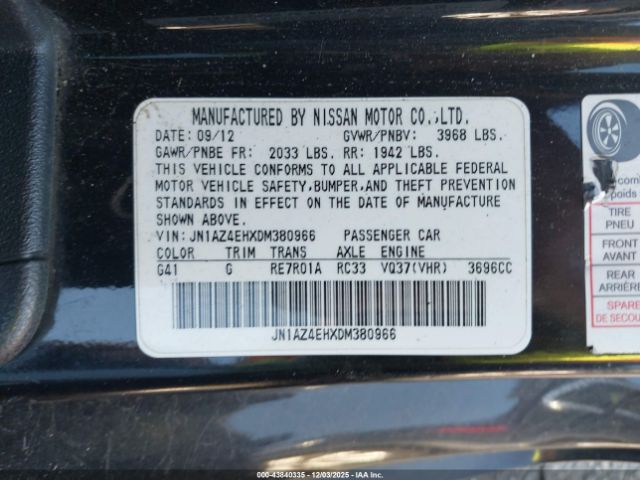 MANUFACTURED BY NISSAN MOTOR CO.,LTD.
DATE: 09/12 GVWR/PNBV: 3968 LBS.
GAWR/PNBE FR: 2033 LBS. RR: 1942 LBS.
THIS VEHICLE CONFORMS TO ALL APPLICABLE FEDERAL
MOTOR VEHICLE SAFETY,BUMPER,AND THEFT PREVENTION
STANDARDS IN EFFECT ON THE DATE OF MANUFACTURE
SHOWN ABOVE.
VIN: JN1AZ4EHXDM380966 PASSENGER CAR
COLOR TRIM TRANS AXLE ENGINE
G41 G RE7R01A RC33 VQ37(VHR) 3696CC
JN1AZ4EHXDM380966
TIRE
PNEU
FRONT
AVANT
REAR
ARRIÈRE
SPARE
DE SECOU
© IAA Inc. 000-43840335 - 12/03/2025 - © IAA Inc.